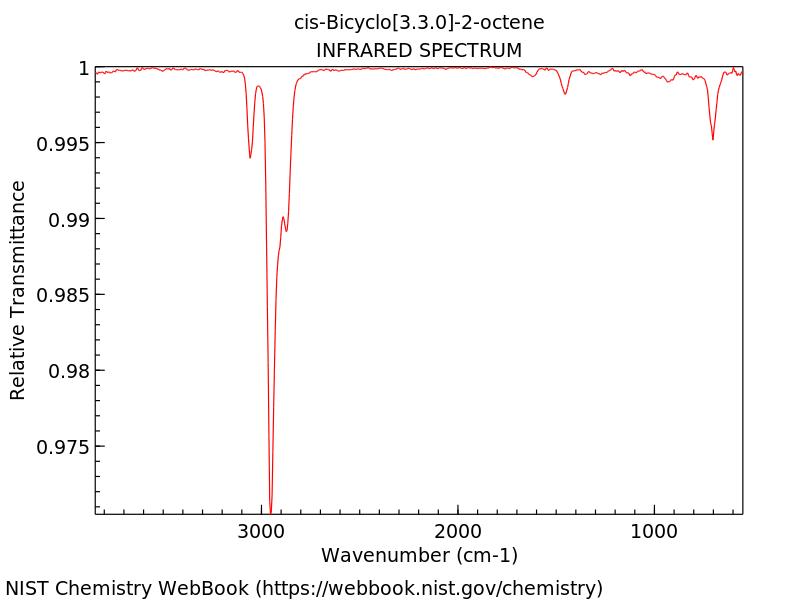 cis-Bicyclo[3.3.0]-2-octene
INFRARED SPECTRUM
1
0.995
0.99
0.985
0.98
0.975
Relative Transmittance
3000 2000 1000
Wavenumber (cm-1)
NIST Chemistry WebBook (https://webbook.nist.gov/chemistry)